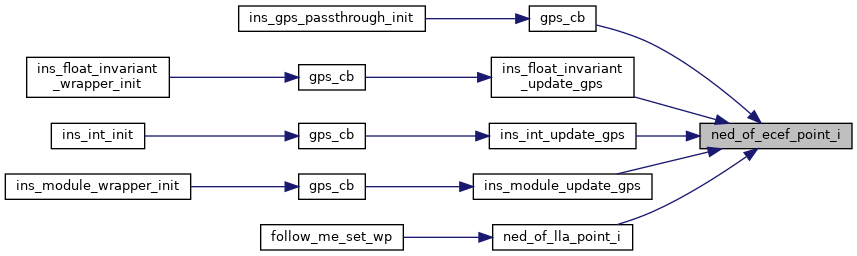 ins_gps_passthrough_init
gps_cb
ins_float_invariant
_wrapper_init
gps_cb
ins_float_invariant
_update_gps
ins_int_init
gps_cb
ins_int_update_gps
ned_of_ecef_point_i
ins_module_wrapper_init
gps_cb
ins_module_update_gps
follow_me_set_wp
ned_of_lla_point_i